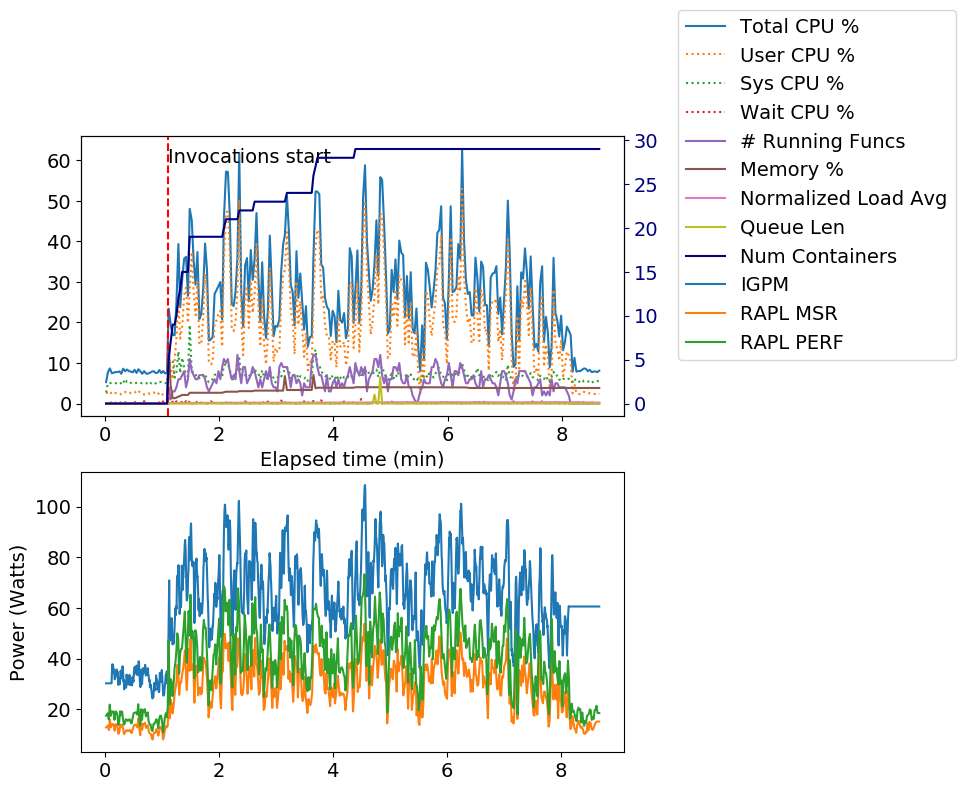 Total CPU %
User CPU %
Sys CPU %
Wait CPU %
# Running Funcs
Memory %
Normalized Load Avg
Queue Len
Num Containers
IGPM
RAPL MSR
RAPL PERF
Invocations start
60
50
40
30
20
10
0
30
25
20
15
10
5
0
0 2 4 6 8
Elapsed time (min)
Power (Watts)
100
80
60
40
20
0 2 4 6 8